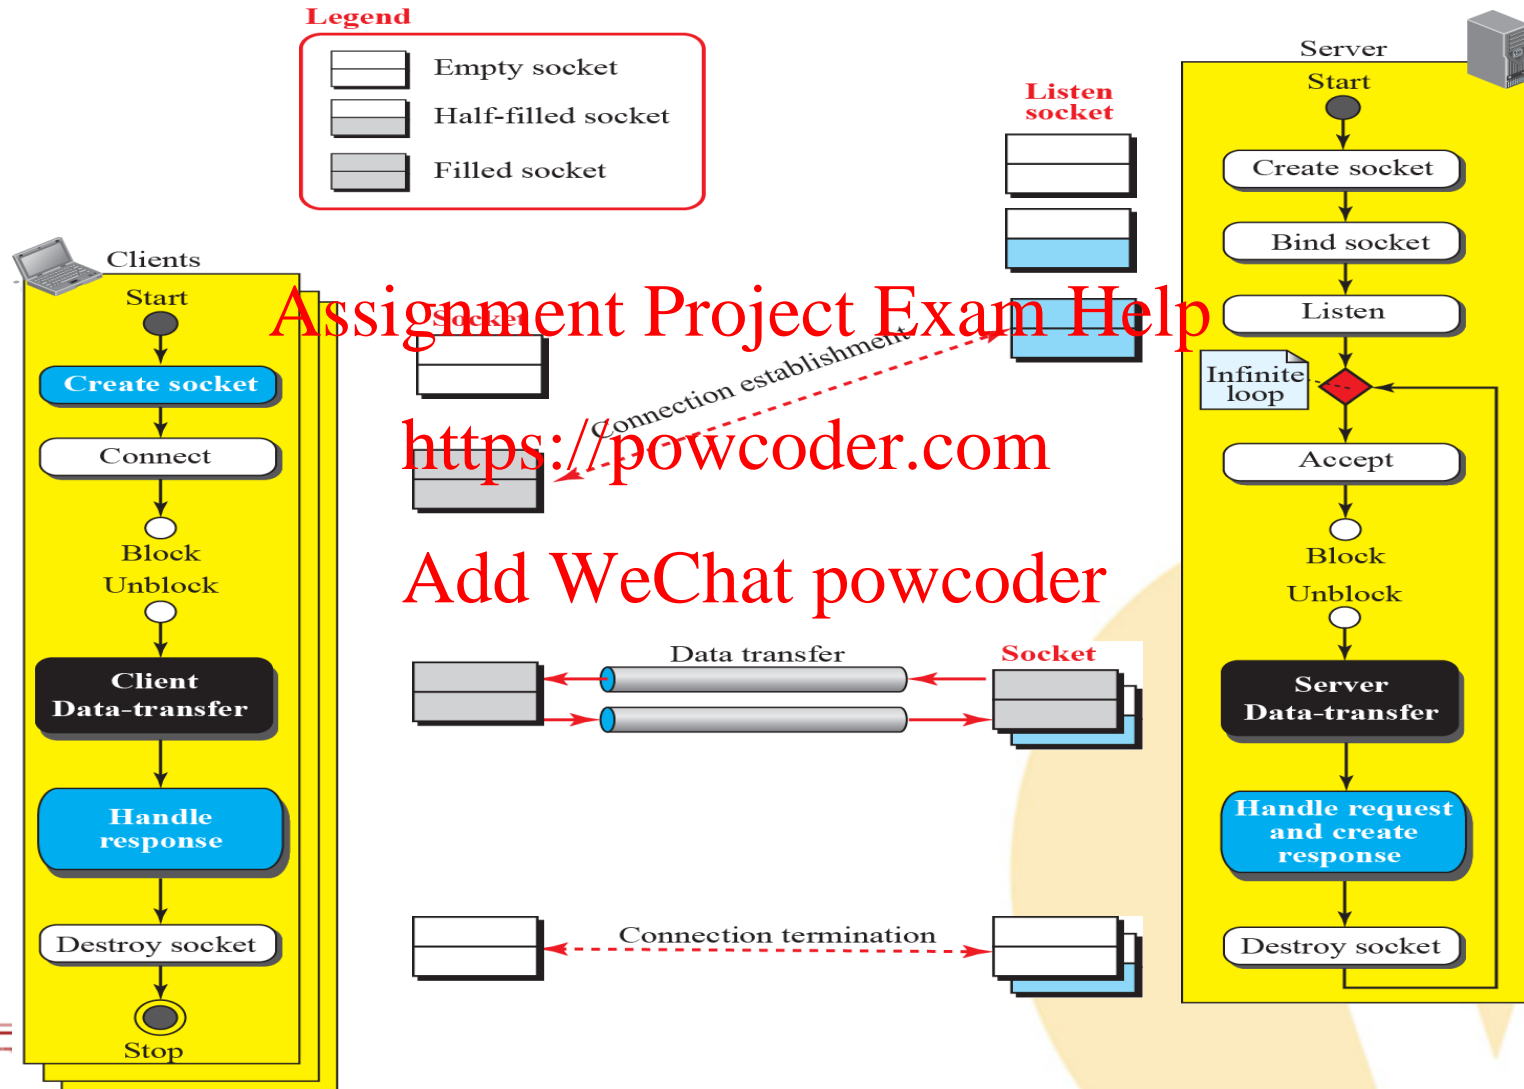 Legend
Empty socket
Half-filled socket
Filled socket
Listen
socket
Server
Start
Create socket
Bind socket
Listen
Infinite
loop
Accept
Block
Unblock
Server
Data-transfer
Handle request
and create
response
Destroy socket
Clients
Start
Create socket
Connect
Block
Unblock
Client
Data-transfer
Handle
response
Destroy socket
Stop
Socket
Connection establishment
Assignment Project Exam Help
https://powcoder.com
Add WeChat powcoder
Data transfer
Socket
Connection termination